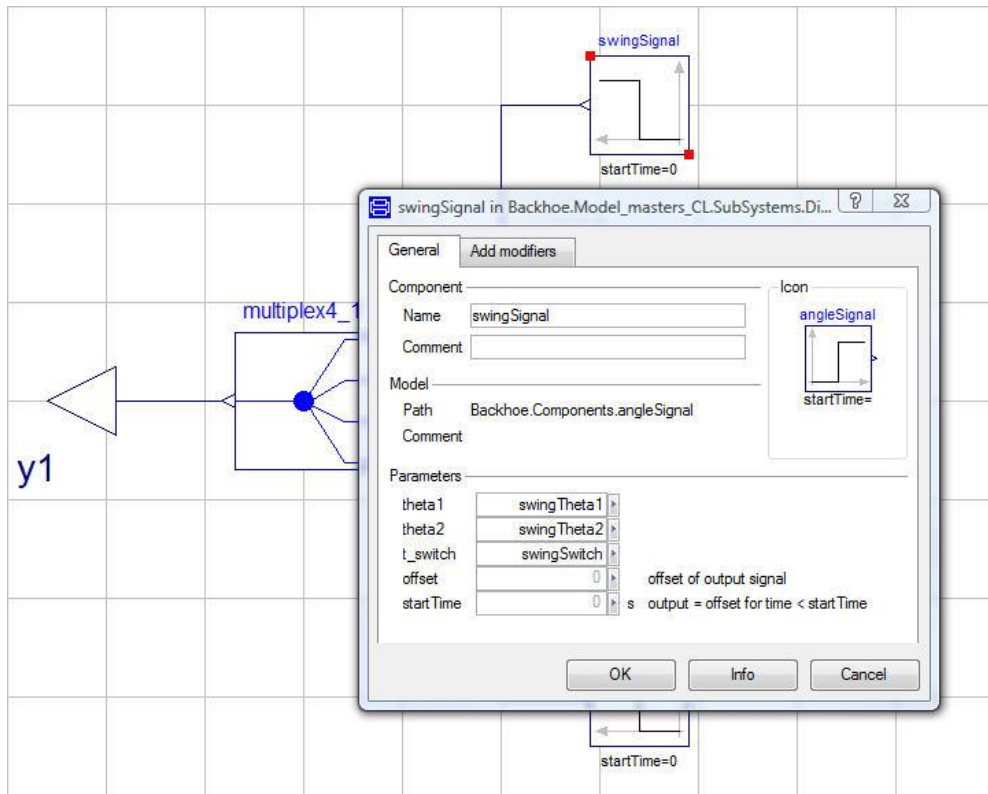 swingSignal
startTime=0
swingSignal in Backhoe.Model_masters_CL.SubSystems.Di...
General Add modifiers
Component
Name swingSignal
Comment
Model
Path Backhoe.Components.angleSignal
Comment
Icon
angleSignal
startTime=
Parameters
theta1 swingTheta1
theta2 swingTheta2
t_switch swingSwitch
offset 0 offset of output signal
startTime 0 s output = offset for time < startTime
OK Info Cancel
multiplex4_1
y1
startTime=0